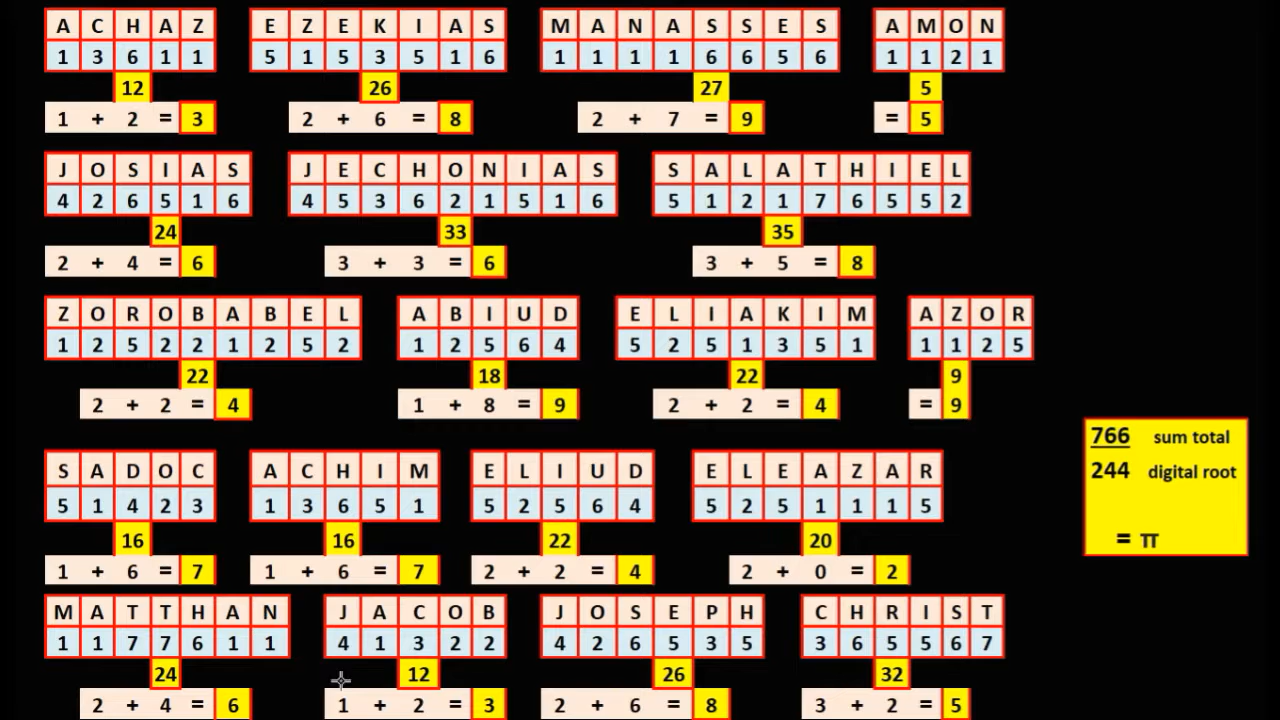 A C H A Z E Z E K I A S M A N A S S E S A M O N
1 3 6 1 1 5 1 5 3 5 1 6 1 1 1 1 6 6 5 6 1 1 2 1
12 26 27 5
1 + 2 = 3 2 + 6 = 8 2 + 7 = 9 = 5
J O S I A S J E C H O N I A S S A L A T H I E L
4 2 6 5 1 6 4 5 3 6 2 1 5 1 6 5 1 2 1 7 6 5 5 2
24 33 35
2 + 4 = 6 3 + 3 = 6 3 + 5 = 8
Z O R O B A B E L A B I U D E L I A K I M A Z O R
1 2 5 2 2 1 2 5 2 1 2 5 6 4 5 2 5 1 3 5 1 1 1 2 5
22 18 22 9
2 + 2 = 4 1 + 8 = 9 2 + 2 = 4 = 9
766 sum total
S A D O C A C H I M E L I U D E L E A Z A R 244 digital root
5 1 4 2 3 1 3 6 5 1 5 2 5 6 4 5 2 5 1 1 1 5
16 16 22 20 = π
1 + 6 = 7 1 + 6 = 7 2 + 2 = 4 2 + 0 = 2
M A T T H A N J A C O B J O S E P H C H R I S T
1 1 7 7 6 1 1 4 1 3 2 2 4 2 6 5 3 5 3 6 5 5 6 7
24 12 26 32
2 + 4 = 6 1 + 2 = 3 2 + 6 = 8 3 + 2 = 5